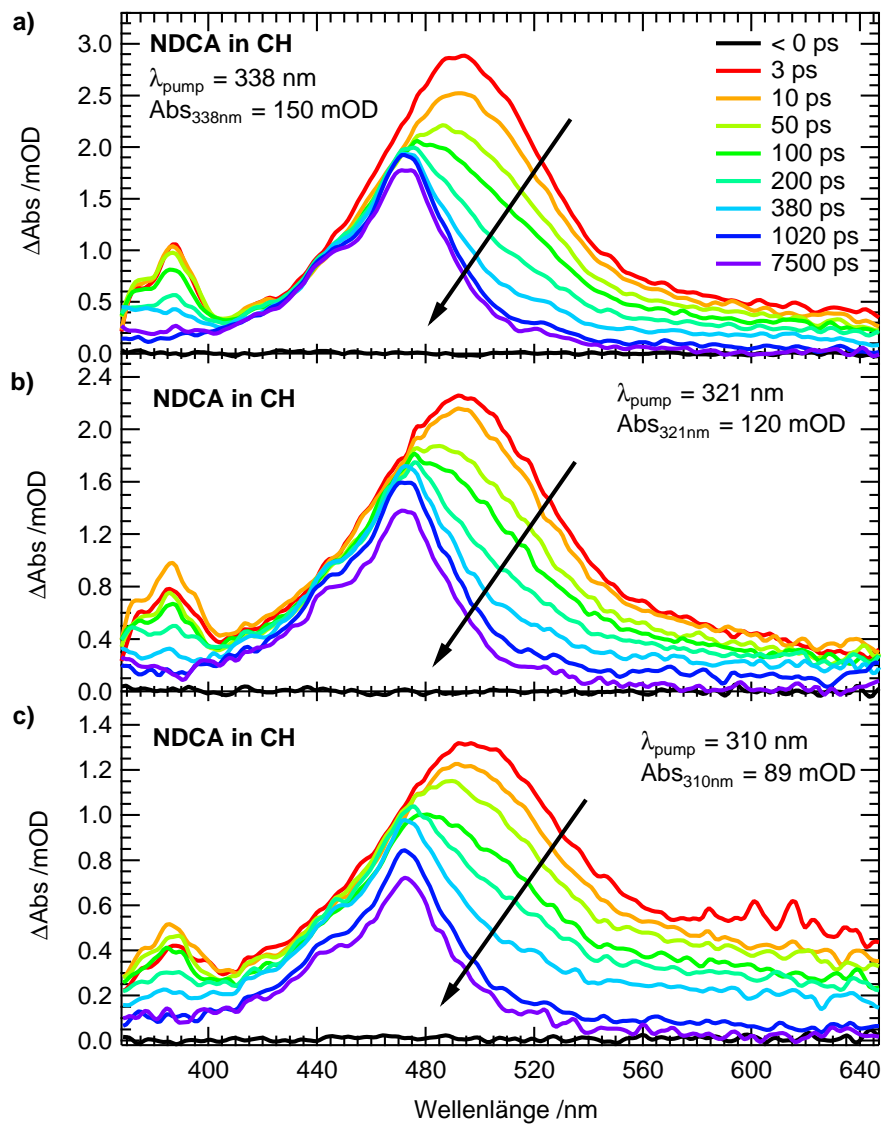 a)
NDCA in CH
λpump = 338 nm
Abs338nm = 150 mOD
< 0 ps
3 ps
10 ps
50 ps
100 ps
200 ps
380 ps
1020 ps
7500 ps
3.0
2.5
2.0
1.5
1.0
0.5
0.0
ΔAbs /mOD
b)
NDCA in CH
λpump = 321 nm
Abs321nm = 120 mOD
2.4
2.0
1.6
1.2
0.8
0.4
0.0
ΔAbs /mOD
c)
NDCA in CH
λpump = 310 nm
Abs310nm = 89 mOD
1.4
1.2
1.0
0.8
0.6
0.4
0.2
0.0
ΔAbs /mOD
400 440 480 520 560 600 640
Wellenlänge /nm